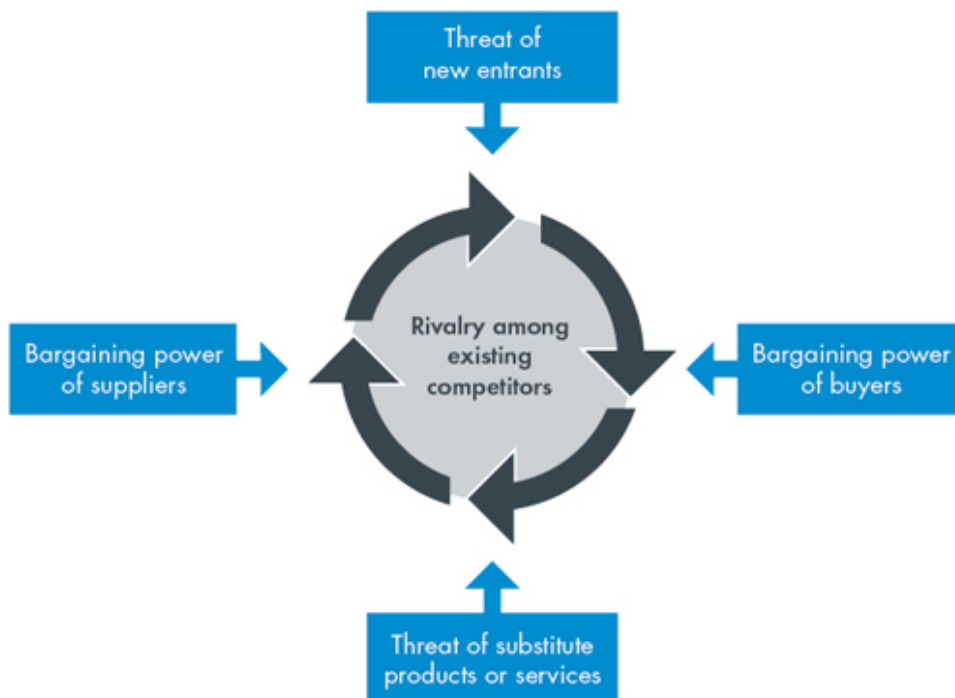 Threat of
new entrants
Rivalry among
existing
competitors
Bargaining power
of suppliers
Bargaining power
of buyers
Threat of substitute
products or services